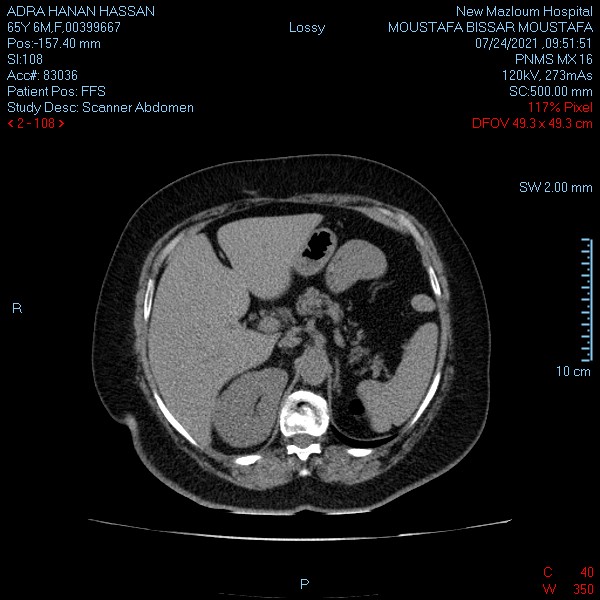 ADRA HANAN HASSAN
65Y 6M,F,00399667
Pos:-157.40 mm
SI:108
Acc#: 83036
Patient Pos: FFS
Study Desc: Scanner Abdomen
< 2 - 108 >
Lossy
New Mazloum Hospital
MOUSTAFA BISSAR MOUSTAFA
07/24/2021 ,09:51:51
PNMS MX 16
120kV, 273mAs
SC:500.00 mm
117% Pixel
DFOV 49.3 x 49.3 cm
SW 2.00 mm
R
10 cm
P
C 40
W 350